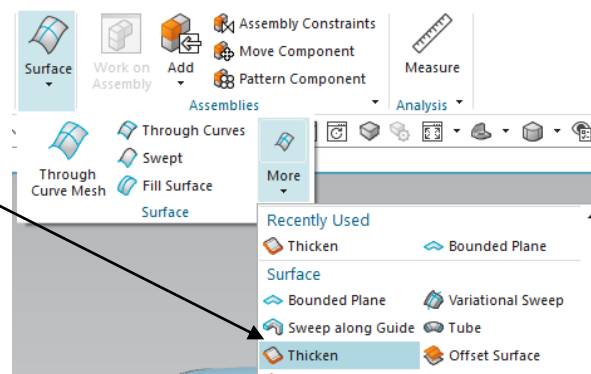 Surface
Work on
Assembly
Add
Assembly Constraints
Move Component
Pattern Component
Measure
Assemblies
Analysis
Through
Curve Mesh
Through Curves
Swept
Fill Surface
More
Surface
Recently Used
Thicken
Bounded Plane
Surface
Bounded Plane
Variational Sweep
Sweep along Guide
Tube
Thicken
Offset Surface